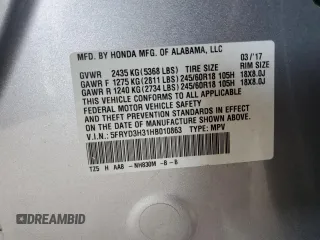 MFD. BY HONDA MFG. OF ALABAMA, LLC
03/'17
GVWR 2435 KG(5368 LBS) TIRE SIZE RIM SIZE
GAWR F 1275 KG(2811 LBS) 245/60R18 105H 18X8.0J
GAWR R 1240 KG(2734 LBS) 245/60R18 105H 18X8.0J
THIS VEHICLE CONFORMS TO ALL APPLICABLE
FEDERAL MOTOR VEHICLE SAFETY AND
THEFT PREVENTION STANDARDS IN EFFECT ON
THE DATE OF MANUFACTURE SHOWN ABOVE.
V.I.N.: 5FRYD3H31HB010863 TYPE: MPV
TZ5 H AA8 -NH830M -B -B
DREAMBID
DREAMBID